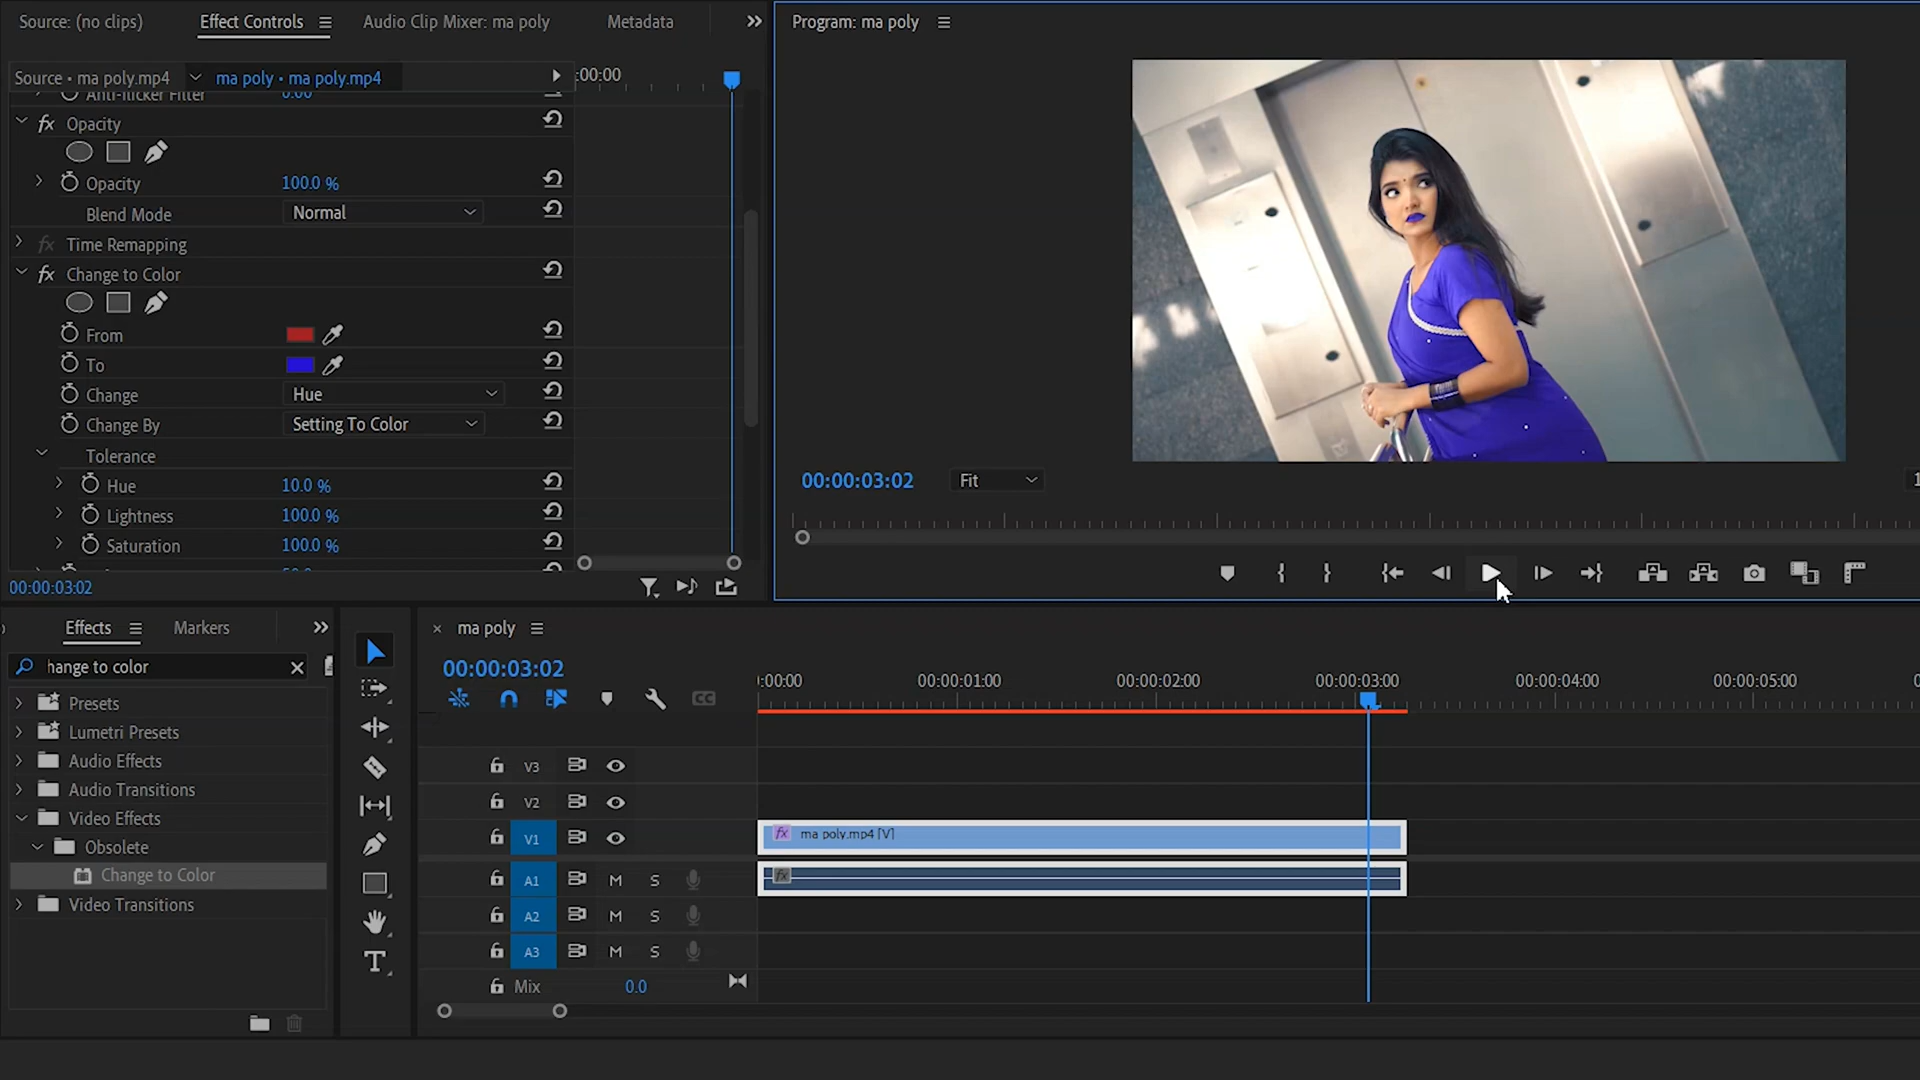 Source: (no clips)
Effect Controls
Audio Clip Mixer: ma poly
Metadata
Program: ma poly
Source • ma poly.mp4
ma poly • ma poly.mp4
:00:00
Anti-flicker Filter
0.00
fx Opacity
Opacity
100.0 %
Blend Mode
Normal
fx Time Remapping
fx Change to Color
From
To
Change
Hue
Change By
Setting To Color
Tolerance
Hue
10.0 %
Lightness
100.0 %
Saturation
100.0 %
00:00:03:02
00:00:03:02
Fit
Effects
Markers
hange to color
Presets
Lumetri Presets
Audio Effects
Audio Transitions
Video Effects
Obsolete
Change to Color
Video Transitions
T
× ma poly
00:00:03:02
CC
:00:00
00:00:01:00
00:00:02:00
00:00:03:00
00:00:04:00
00:00:05:00
V3
V2
V1
fx ma poly.mp4 [V]
A1 M S
fx
A2 M S
A3 M S
Mix
0.0